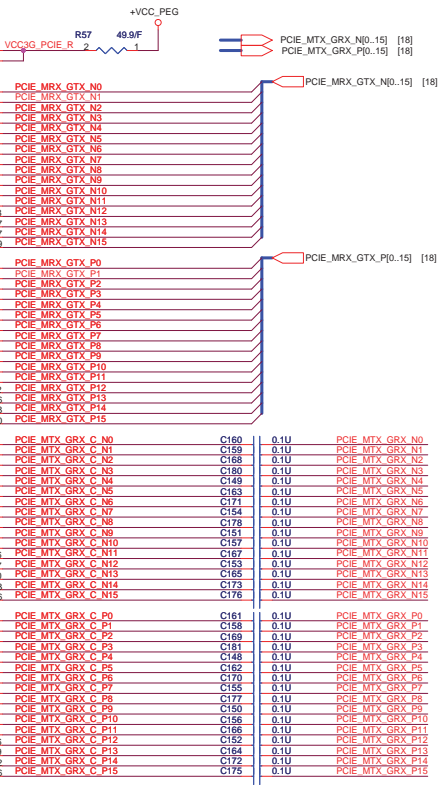 +VCC_PEG
R57 49.9/F
VCC3G_PCIE_R 2 1
PCIE_MTX_GRX_N[0..15] [18]
PCIE_MTX_GRX_P[0..15] [18]
PCIE_MRX_GTX_N[0..15] [18]
PCIE_MRX_GTX_N0
PCIE_MRX_GTX_N1
PCIE_MRX_GTX_N2
PCIE_MRX_GTX_N3
PCIE_MRX_GTX_N4
PCIE_MRX_GTX_N5
PCIE_MRX_GTX_N6
PCIE_MRX_GTX_N7
PCIE_MRX_GTX_N8
PCIE_MRX_GTX_N9
PCIE_MRX_GTX_N10
PCIE_MRX_GTX_N11
PCIE_MRX_GTX_N12
PCIE_MRX_GTX_N13
PCIE_MRX_GTX_N14
PCIE_MRX_GTX_N15
PCIE_MRX_GTX_P[0..15] [18]
PCIE_MRX_GTX_P0
PCIE_MRX_GTX_P1
PCIE_MRX_GTX_P2
PCIE_MRX_GTX_P3
PCIE_MRX_GTX_P4
PCIE_MRX_GTX_P5
PCIE_MRX_GTX_P6
PCIE_MRX_GTX_P7
PCIE_MRX_GTX_P8
PCIE_MRX_GTX_P9
PCIE_MRX_GTX_P10
PCIE_MRX_GTX_P11
PCIE_MRX_GTX_P12
PCIE_MRX_GTX_P13
PCIE_MRX_GTX_P14
PCIE_MRX_GTX_P15
PCIE_MTX_GRX_C_N0 C160 0.1U PCIE_MTX_GRX_N0
PCIE_MTX_GRX_C_N1 C159 0.1U PCIE_MTX_GRX_N1
PCIE_MTX_GRX_C_N2 C168 0.1U PCIE_MTX_GRX_N2
PCIE_MTX_GRX_C_N3 C180 0.1U PCIE_MTX_GRX_N3
PCIE_MTX_GRX_C_N4 C149 0.1U PCIE_MTX_GRX_N4
PCIE_MTX_GRX_C_N5 C163 0.1U PCIE_MTX_GRX_N5
PCIE_MTX_GRX_C_N6 C171 0.1U PCIE_MTX_GRX_N6
PCIE_MTX_GRX_C_N7 C154 0.1U PCIE_MTX_GRX_N7
PCIE_MTX_GRX_C_N8 C178 0.1U PCIE_MTX_GRX_N8
PCIE_MTX_GRX_C_N9 C151 0.1U PCIE_MTX_GRX_N9
PCIE_MTX_GRX_C_N10 C157 0.1U PCIE_MTX_GRX_N10
PCIE_MTX_GRX_C_N11 C167 0.1U PCIE_MTX_GRX_N11
PCIE_MTX_GRX_C_N12 C153 0.1U PCIE_MTX_GRX_N12
PCIE_MTX_GRX_C_N13 C165 0.1U PCIE_MTX_GRX_N13
PCIE_MTX_GRX_C_N14 C173 0.1U PCIE_MTX_GRX_N14
PCIE_MTX_GRX_C_N15 C176 0.1U PCIE_MTX_GRX_N15
PCIE_MTX_GRX_C_P0 C161 0.1U PCIE_MTX_GRX_P0
PCIE_MTX_GRX_C_P1 C158 0.1U PCIE_MTX_GRX_P1
PCIE_MTX_GRX_C_P2 C169 0.1U PCIE_MTX_GRX_P2
PCIE_MTX_GRX_C_P3 C181 0.1U PCIE_MTX_GRX_P3
PCIE_MTX_GRX_C_P4 C148 0.1U PCIE_MTX_GRX_P4
PCIE_MTX_GRX_C_P5 C162 0.1U PCIE_MTX_GRX_P5
PCIE_MTX_GRX_C_P6 C170 0.1U PCIE_MTX_GRX_P6
PCIE_MTX_GRX_C_P7 C155 0.1U PCIE_MTX_GRX_P7
PCIE_MTX_GRX_C_P8 C177 0.1U PCIE_MTX_GRX_P8
PCIE_MTX_GRX_C_P9 C150 0.1U PCIE_MTX_GRX_P9
PCIE_MTX_GRX_C_P10 C156 0.1U PCIE_MTX_GRX_P10
PCIE_MTX_GRX_C_P11 C166 0.1U PCIE_MTX_GRX_P11
PCIE_MTX_GRX_C_P12 C152 0.1U PCIE_MTX_GRX_P12
PCIE_MTX_GRX_C_P13 C164 0.1U PCIE_MTX_GRX_P13
PCIE_MTX_GRX_C_P14 C172 0.1U PCIE_MTX_GRX_P14
PCIE_MTX_GRX_C_P15 C175 0.1U PCIE_MTX_GRX_P15